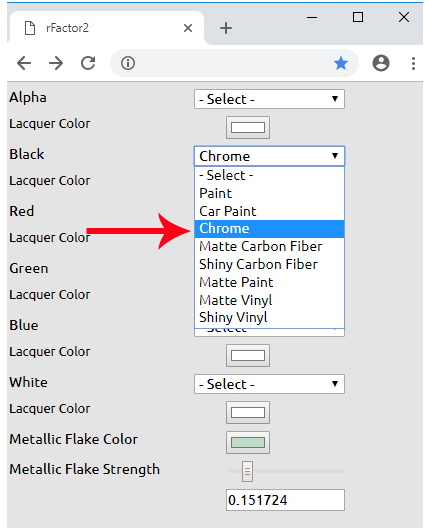 rFactor2
Alpha - Select -
Lacquer Color
Black Chrome
Lacquer Color - Select -
Paint
Red Car Paint
Chrome
Lacquer Color Matte Carbon Fiber
Green Shiny Carbon Fiber
Matte Paint
Lacquer Color Matte Vinyl
Shiny Vinyl
Blue - Select -
Lacquer Color
White - Select -
Lacquer Color
Metallic Flake Color
Metallic Flake Strength
0.151724